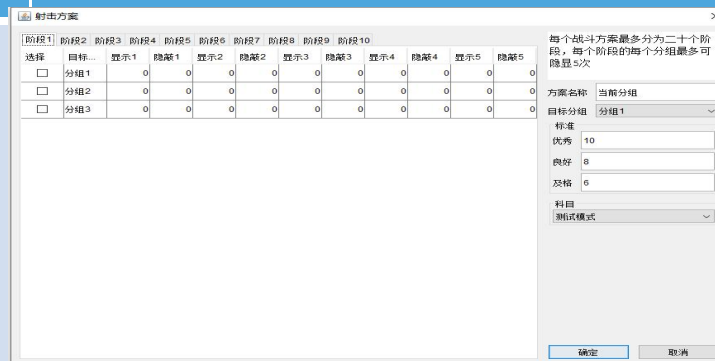 射击方案
阶段1 阶段2 阶段3 阶段4 阶段5 阶段6 阶段7 阶段8 阶段9 阶段10
选择 目标... 显示1 隐蔽1 显示2 隐蔽2 显示3 隐蔽3 显示4 隐蔽4 显示5 隐蔽5
分组1 0 0 0 0 0 0 0 0 0 0
分组2 0 0 0 0 0 0 0 0 0 0
分组3 0 0 0 0 0 0 0 0 0 0
每个战斗方案最多分为二十个阶
段，每个阶段的每个分组最多可
隐显5次
方案名称 当前分组
目标分组 分组1
标准
优秀 10
良好 8
及格 6
科目
测试模式
确定 取消